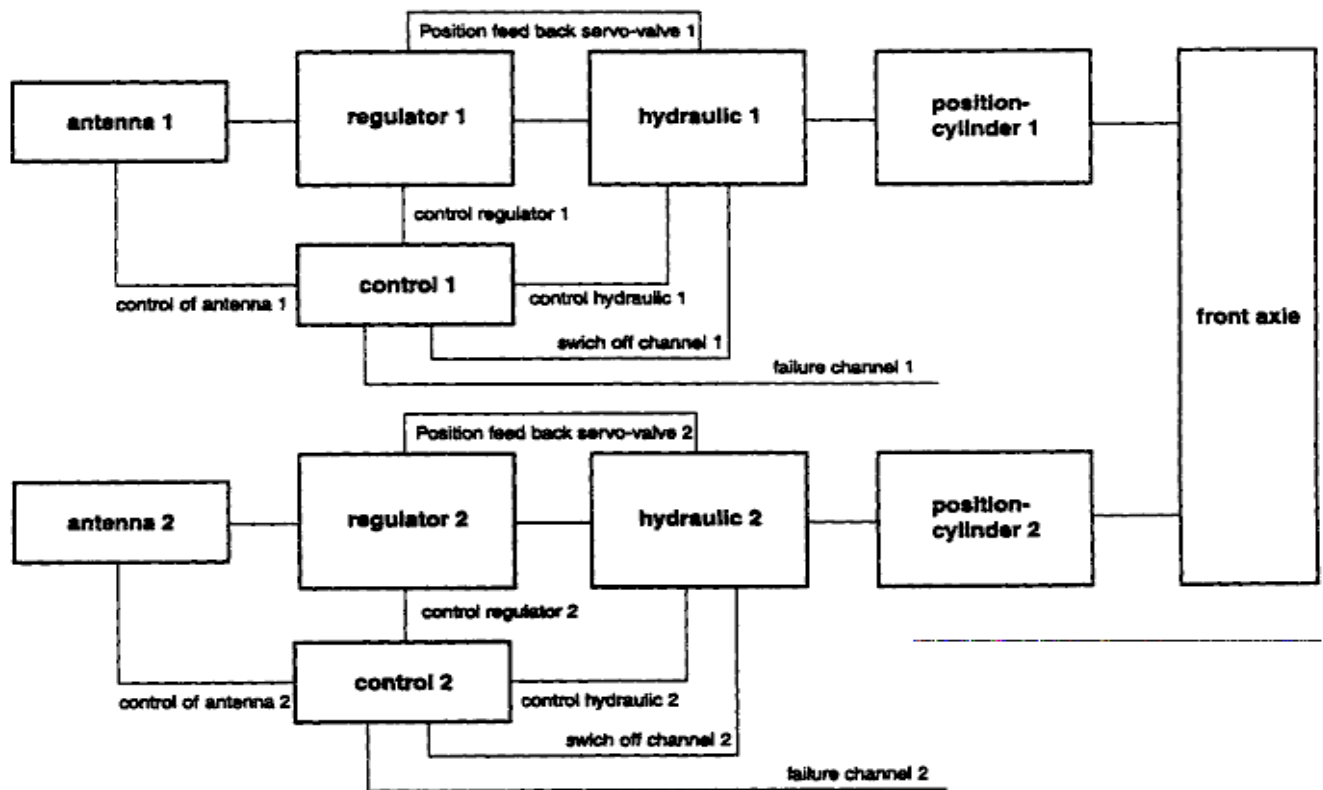 Position feed back servo-valve 1
antenna 1
regulator 1
hydraulic 1
position-
cylinder 1
control regulator 1
control 1
control of antenna 1
control hydraulic 1
front axie
swich off channel 1
failure channel 1
Position feed back servo-valve 2
antenna 2
regulator 2
hydraulic 2
position-
cylinder 2
control regulator 2
control 2
control of antenna 2
control hydraulic 2
swich off channel 2
failure channel 2